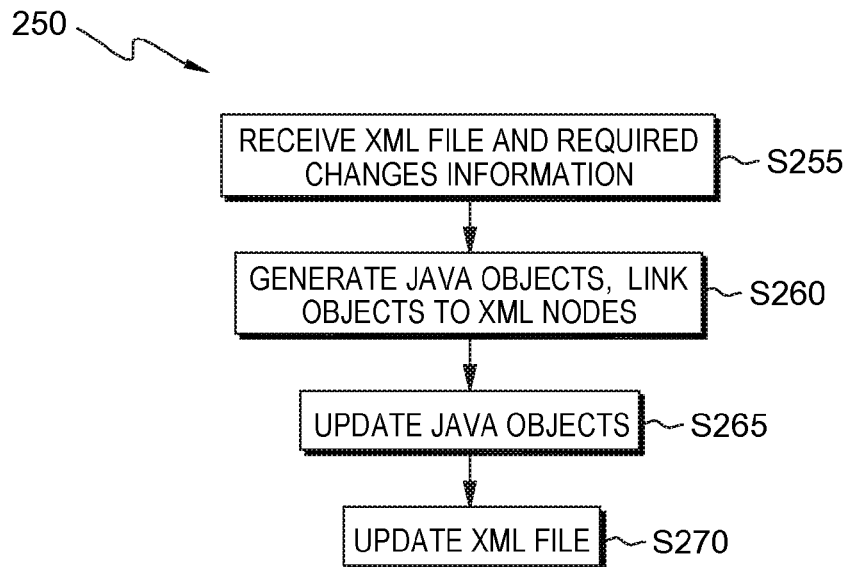 250
RECEIVE XML FILE AND REQUIRED
CHANGES INFORMATION
S255
GENERATE JAVA OBJECTS, LINK
OBJECTS TO XML NODES
S260
UPDATE JAVA OBJECTS
S265
UPDATE XML FILE
S270